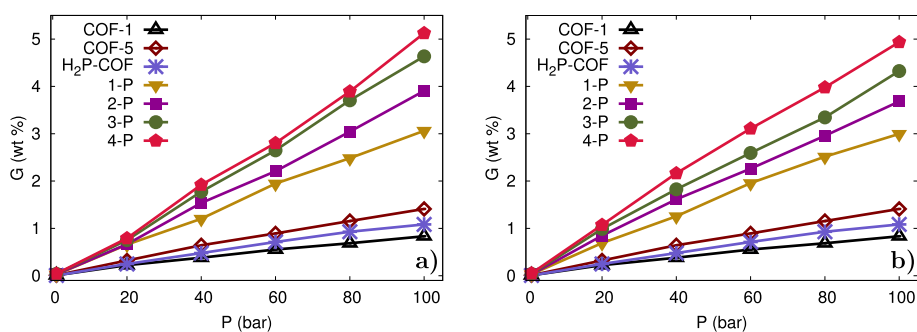 COF-1
COF-5
H₂P-COF
1-P
2-P
3-P
4-P
G (wt %)
5
4
3
2
1
0
0 20 40 60 80 100
P (bar)
a)
COF-1
COF-5
H₂P-COF
1-P
2-P
3-P
4-P
G (wt %)
5
4
3
2
1
0
0 20 40 60 80 100
P (bar)
b)